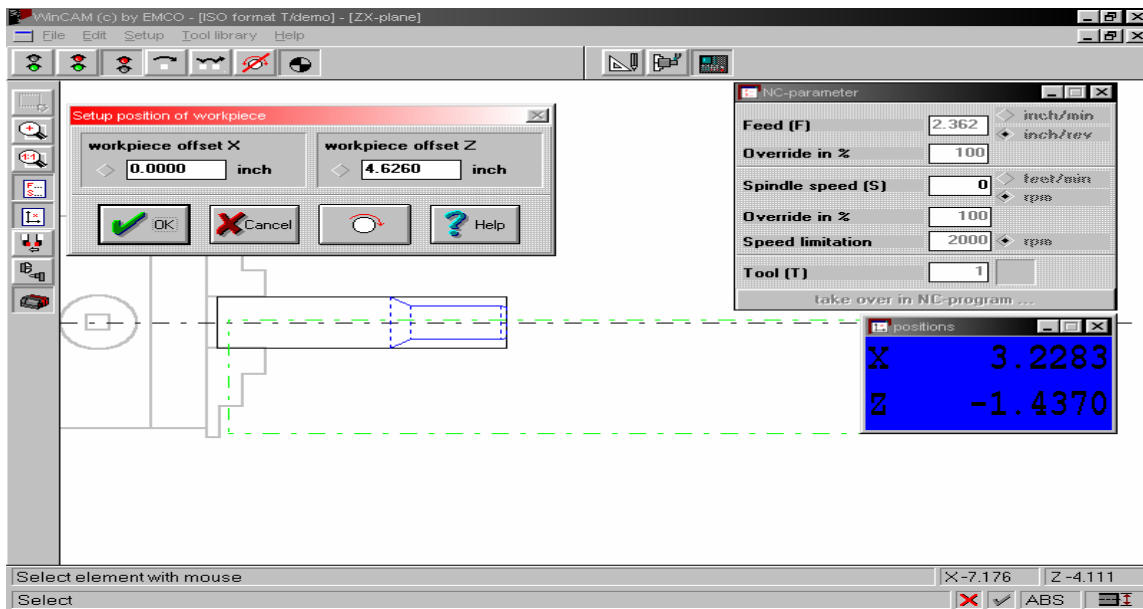 WinCAM (c) by EMCO - [ISO format T/demo] - [ZX-plane]
File Edit Setup Tool library Help
Setup position of workpiece
workpiece offset X
0.0000 inch
workpiece offset Z
4.6260 inch
OK Cancel Help
NC-parameter
Feed (F) 2.362 inch/min
inch/rev
Override in % 100
Spindle speed (S) 0 feet/min
rpm
Override in % 100
Speed limitation 2000 rpm
Tool (T) 1
take over in NC-program ...
positions
X 3.2283
Z -1.4370
1:1
F...
S...
Select element with mouse X-7.176 Z-4.111
Select ABS